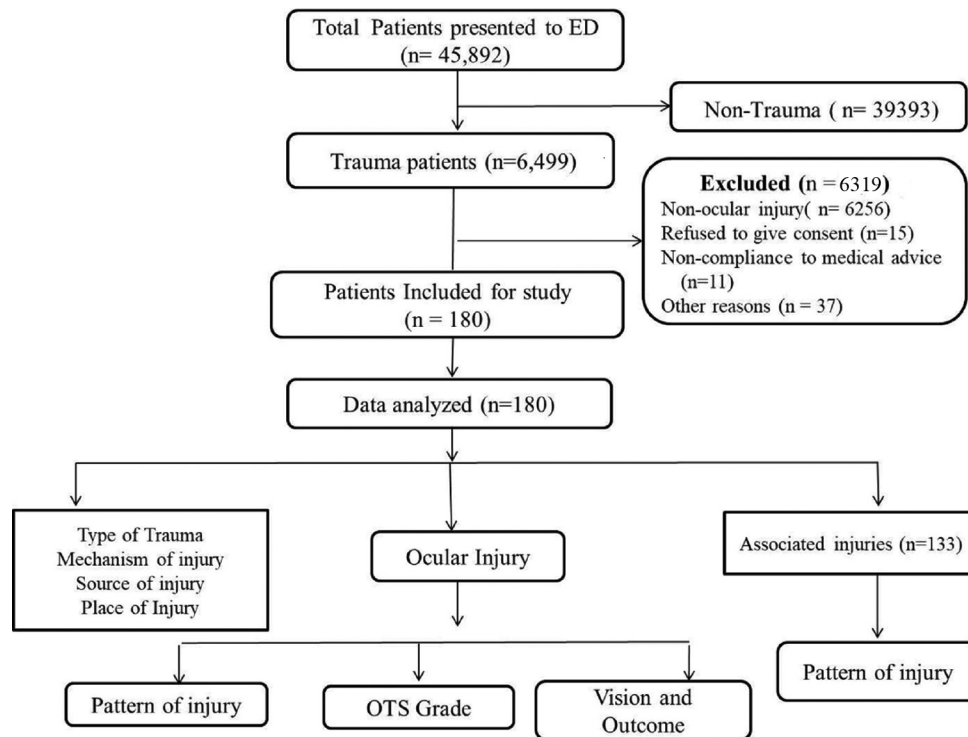 Total Patients presented to ED
(n= 45,892)
Non-Trauma ( n= 39393)
Trauma patients (n=6,499)
Excluded (n = 6319)
Non-ocular injury( n= 6256)
Refused to give consent (n=15)
Non-compliance to medical advice
(n=11)
Other reasons (n = 37)
Patients Included for study
(n = 180)
Data analyzed (n=180)
Type of Trauma
Mechanism of injury
Source of injury
Place of Injury
Ocular Injury
Associated injuries (n=133)
Pattern of injury
OTS Grade
Vision and
Outcome
Pattern of injury